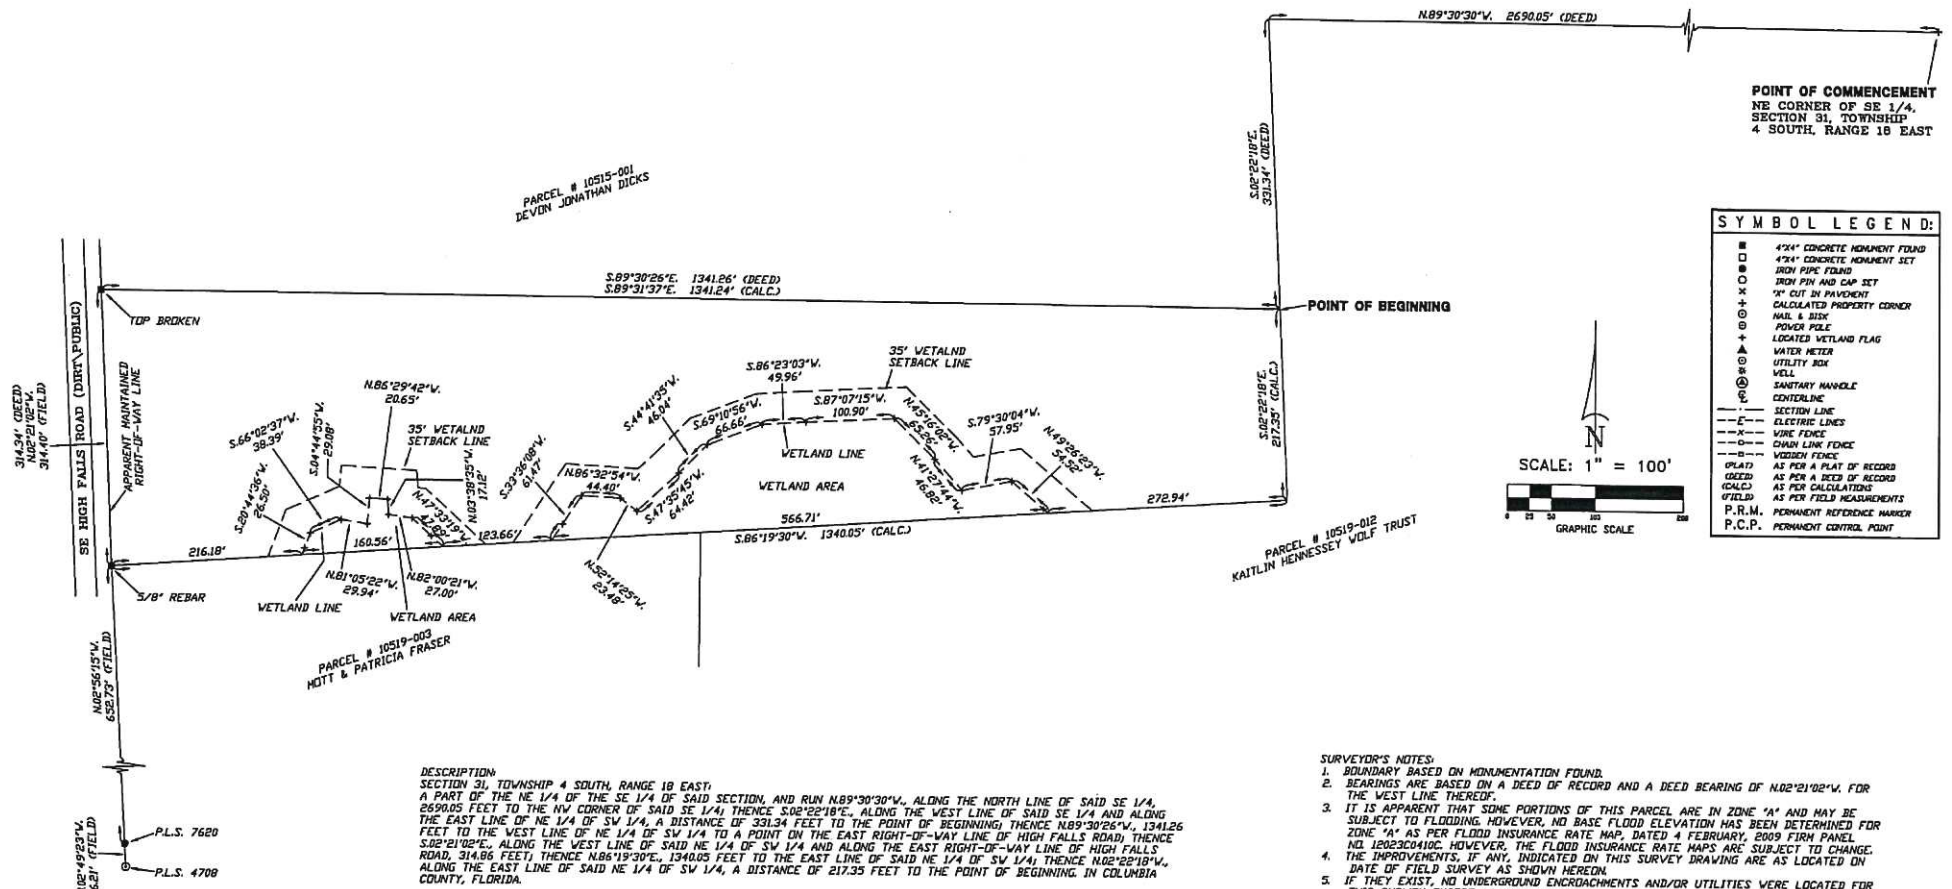 N.89°30'30"W. 2690.05' (DEED)
POINT OF COMMENCEMENT
NE CORNER OF SE 1/4,
SECTION 31, TOWNSHIP
4 SOUTH, RANGE 18 EAST
S.02°22'18"E.
331.34' (DEED)
PARCEL # 10515-001
DEVON JONATHAN DICKS
S.89°30'26"E. 1341.26' (DEED)
S.89°31'37"E. 1341.24' (CALC.)
POINT OF BEGINNING
TOP BROKEN
314.34' (DEED)
N.02°21'02"W.
314.40' (FIELD)
SE HIGH FALLS ROAD (DIRT\PUBLIC)
APPARENT MAINTAINED
RIGHT-OF-WAY LINE
S.20°44'36"W.
26.50'
S.66°02'37"W.
38.39'
S.04°44'55"W.
29.08'
N.86°29'42"W.
20.65'
35' WETALND
SETBACK LINE
N.03°38'35"W.
17.12'
N.47°33'19"W.
S.33°36'08"W.
61.47'
N.86°32'54"W.
44.40'
S.44°41'35"W.
46.04'
S.69°10'56"W.
66.66'
S.47°35'45"W.
64.42'
S.86°23'03"W.
49.96'
S.87°07'15"W.
100.90'
35' WETALND
SETBACK LINE
WETLAND LINE
WETLAND AREA
N.45°16'02"W.
65.26'
N.41°27'44"W.
46.82'
S.79°30'04"W.
57.95'
N.49°26'23"W.
54.52'
S.02°22'18"E.
217.35' (CALC.)
216.18'
160.56'
123.66'
566.71'
272.94'
S.86°19'30"W. 1340.05' (CALC.)
5/8" REBAR
N.81°05'22"W.
29.94'
N.82°00'21"W.
27.00'
WETLAND LINE
WETLAND AREA
N.52°14'25"W.
23.48'
PARCEL # 10519-003
MOTT & PATRICIA FRASER
PARCEL # 10519-012
KAITLIN HENNESSEY WOLF TRUST
N.02°56'15"W.
652.73' (FIELD)
P.L.S. 7620
P.L.S. 4708
N
SCALE: 1" = 100'
0 25 50 100 200
GRAPHIC SCALE
SYMBOL LEGEND:
4"X4" CONCRETE MONUMENT FOUND
4"X4" CONCRETE MONUMENT SET
IRON PIPE FOUND
IRON PIN AND CAP SET
"X" CUT IN PAVEMENT
CALCULATED PROPERTY CORNER
NAIL & DISK
POWER POLE
LOCATED WETLAND FLAG
WATER METER
UTILITY BOX
WELL
SANITARY MANHOLE
CENTERLINE
SECTION LINE
ELECTRIC LINES
WIRE FENCE
CHAIN LINK FENCE
WOODEN FENCE
(PLAT) AS PER A PLAT OF RECORD
(DEED) AS PER A DEED OF RECORD
(CALC.) AS PER CALCULATIONS
(FIELD) AS PER FIELD MEASUREMENTS
P.R.M. PERMANENT REFERENCE MARKER
P.C.P. PERMANENT CONTROL POINT
DESCRIPTION:
SECTION 31, TOWNSHIP 4 SOUTH, RANGE 18 EAST:
A PART OF THE NE 1/4 OF THE SE 1/4 OF SAID SECTION, AND RUN N.89°30'30"W., ALONG THE NORTH LINE OF SAID SE 1/4,
2690.05 FEET TO THE NW CORNER OF SAID SE 1/4; THENCE S.02°22'18"E., ALONG THE WEST LINE OF SAID SE 1/4 AND ALONG
THE EAST LINE OF NE 1/4 OF SW 1/4, A DISTANCE OF 331.34 FEET TO THE POINT OF BEGINNING; THENCE N.89°30'26"W., 1341.26
FEET TO THE WEST LINE OF NE 1/4 OF SW 1/4 TO A POINT ON THE EAST RIGHT-OF-WAY LINE OF HIGH FALLS ROAD; THENCE
S.02°21'02"E., ALONG THE WEST LINE OF SAID NE 1/4 OF SW 1/4 AND ALONG THE EAST RIGHT-OF-WAY LINE OF HIGH FALLS
ROAD, 314.86 FEET; THENCE N.86°19'30"E., 1340.05 FEET TO THE EAST LINE OF SAID NE 1/4 OF SW 1/4; THENCE N.02°22'18"W.,
ALONG THE EAST LINE OF SAID NE 1/4 OF SW 1/4, A DISTANCE OF 217.35 FEET TO THE POINT OF BEGINNING. IN COLUMBIA
COUNTY, FLORIDA.
SURVEYOR'S NOTES:
1. BOUNDARY BASED ON MONUMENTATION FOUND.
2. BEARINGS ARE BASED ON A DEED OF RECORD AND A DEED BEARING OF N.02°21'02"W. FOR
THE WEST LINE THEREOF.
3. IT IS APPARENT THAT SOME PORTIONS OF THIS PARCEL ARE IN ZONE "A" AND MAY BE
SUBJECT TO FLOODING. HOWEVER, NO BASE FLOOD ELEVATION HAS BEEN DETERMINED FOR
ZONE "A" AS PER FLOOD INSURANCE RATE MAP, DATED 4 FEBRUARY, 2009 FIRM PANEL
NO. 12023C0410C. HOWEVER, THE FLOOD INSURANCE RATE MAPS ARE SUBJECT TO CHANGE.
4. THE IMPROVEMENTS, IF ANY, INDICATED ON THIS SURVEY DRAWING ARE AS LOCATED ON
DATE OF FIELD SURVEY AS SHOWN HEREON.
5. IF THEY EXIST, NO UNDERGROUND ENCROACHMENTS AND/OR UTILITIES WERE LOCATED FOR